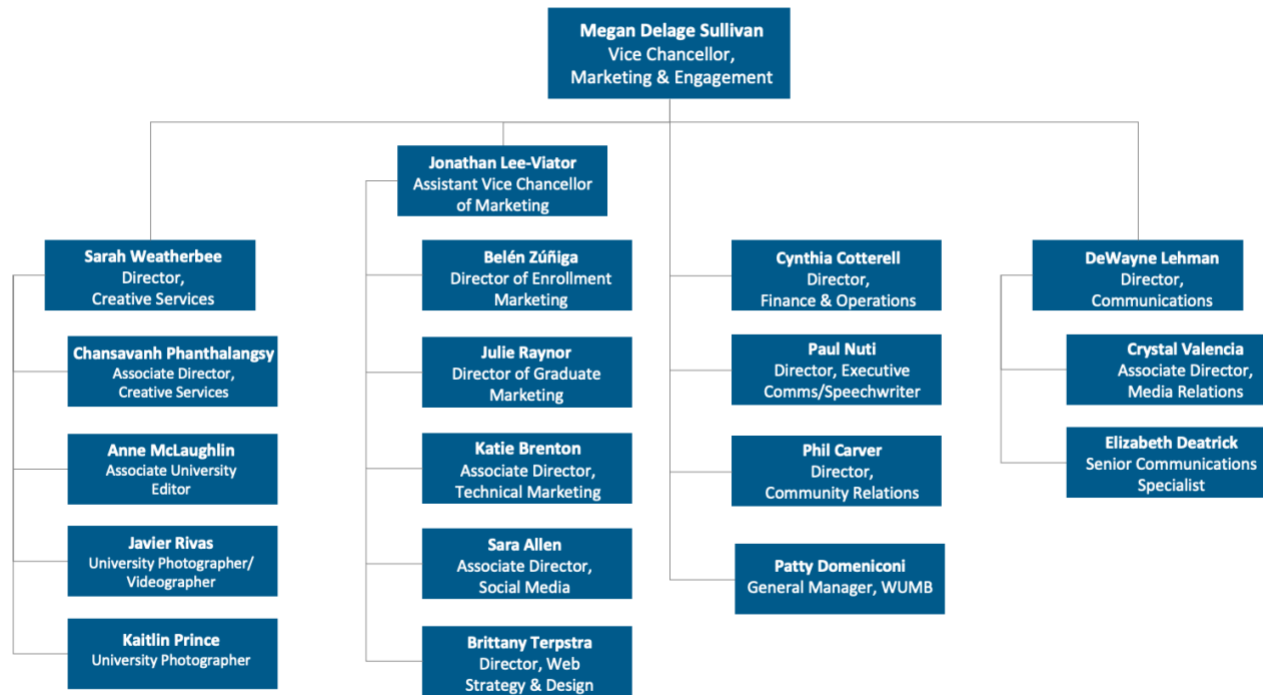 Megan Delage Sullivan
Vice Chancellor,
Marketing & Engagement
Jonathan Lee-Viator
Assistant Vice Chancellor
of Marketing
Sarah Weatherbee
Director,
Creative Services
Chansavanh Phanthalangsy
Associate Director,
Creative Services
Anne McLaughlin
Associate University
Editor
Javier Rivas
University Photographer/
Videographer
Kaitlin Prince
University Photographer
Belén Zúñiga
Director of Enrollment
Marketing
Julie Raynor
Director of Graduate
Marketing
Katie Brenton
Associate Director,
Technical Marketing
Sara Allen
Associate Director,
Social Media
Brittany Terpstra
Director, Web
Strategy & Design
Cynthia Cotterell
Director,
Finance & Operations
Paul Nuti
Director, Executive
Comms/Speechwriter
Phil Carver
Director,
Community Relations
Patty Domeniconi
General Manager, WUMB
DeWayne Lehman
Director,
Communications
Crystal Valencia
Associate Director,
Media Relations
Elizabeth Deatrick
Senior Communications
Specialist